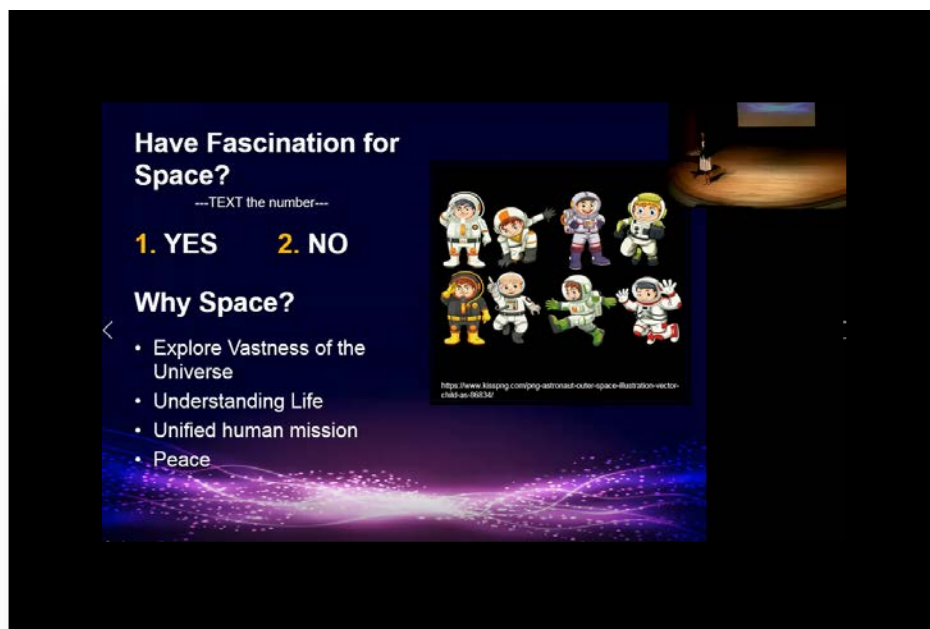 Have Fascination for
Space?
---TEXT the number---
1. YES 2. NO
Why Space?
• Explore Vastness of the
Universe
• Understanding Life
• Unified human mission
• Peace
https://www.kisspng.com/png-astronaut-outer-space-illustration-vector-
child-as-86834/